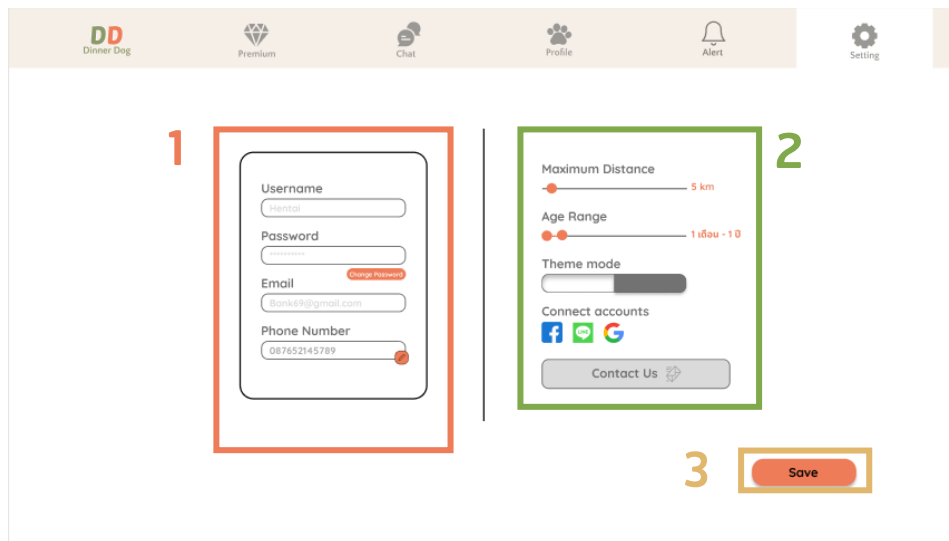 DD
Dinner Dog
Premium
Chat
Profile
Alert
Setting
1
Username
Hentai
Password
**********
Change Password
Email
Bank69@gmail.com
Phone Number
087652145789
2
Maximum Distance
5 km
Age Range
1 เดือน - 1 ปี
Theme mode
Connect accounts
LINE
Contact Us
3
Save